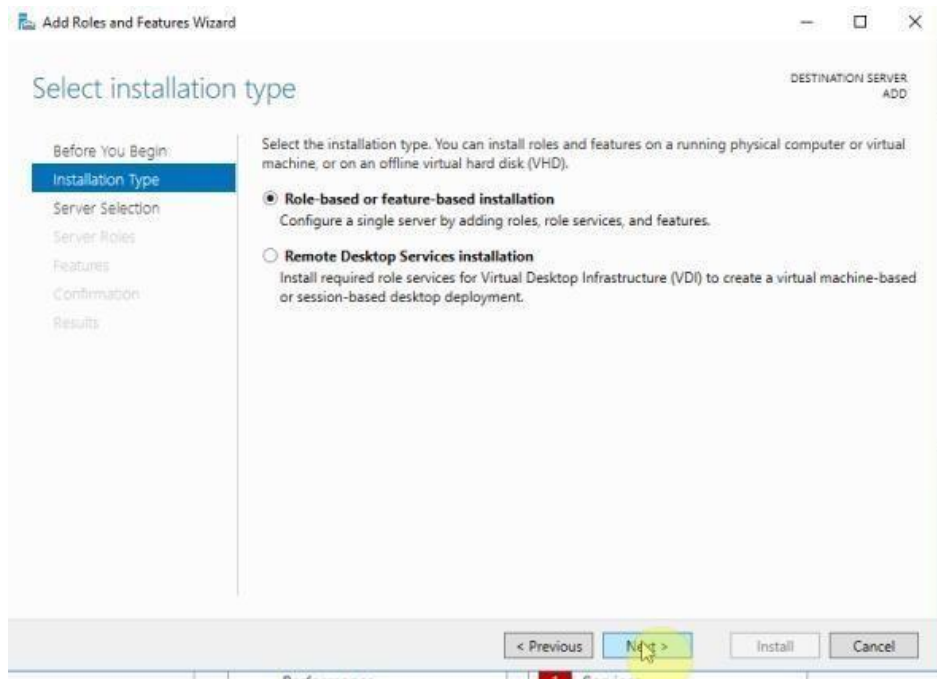 Add Roles and Features Wizard
Select installation type
DESTINATION SERVER
ADD
Before You Begin
Installation Type
Server Selection
Server Roles
Features
Confirmation
Results
Select the installation type. You can install roles and features on a running physical computer or virtual
machine, or on an offline virtual hard disk (VHD).
Role-based or feature-based installation
Configure a single server by adding roles, role services, and features.
Remote Desktop Services installation
Install required role services for Virtual Desktop Infrastructure (VDI) to create a virtual machine-based
or session-based desktop deployment.
< Previous
Next >
Install
Cancel